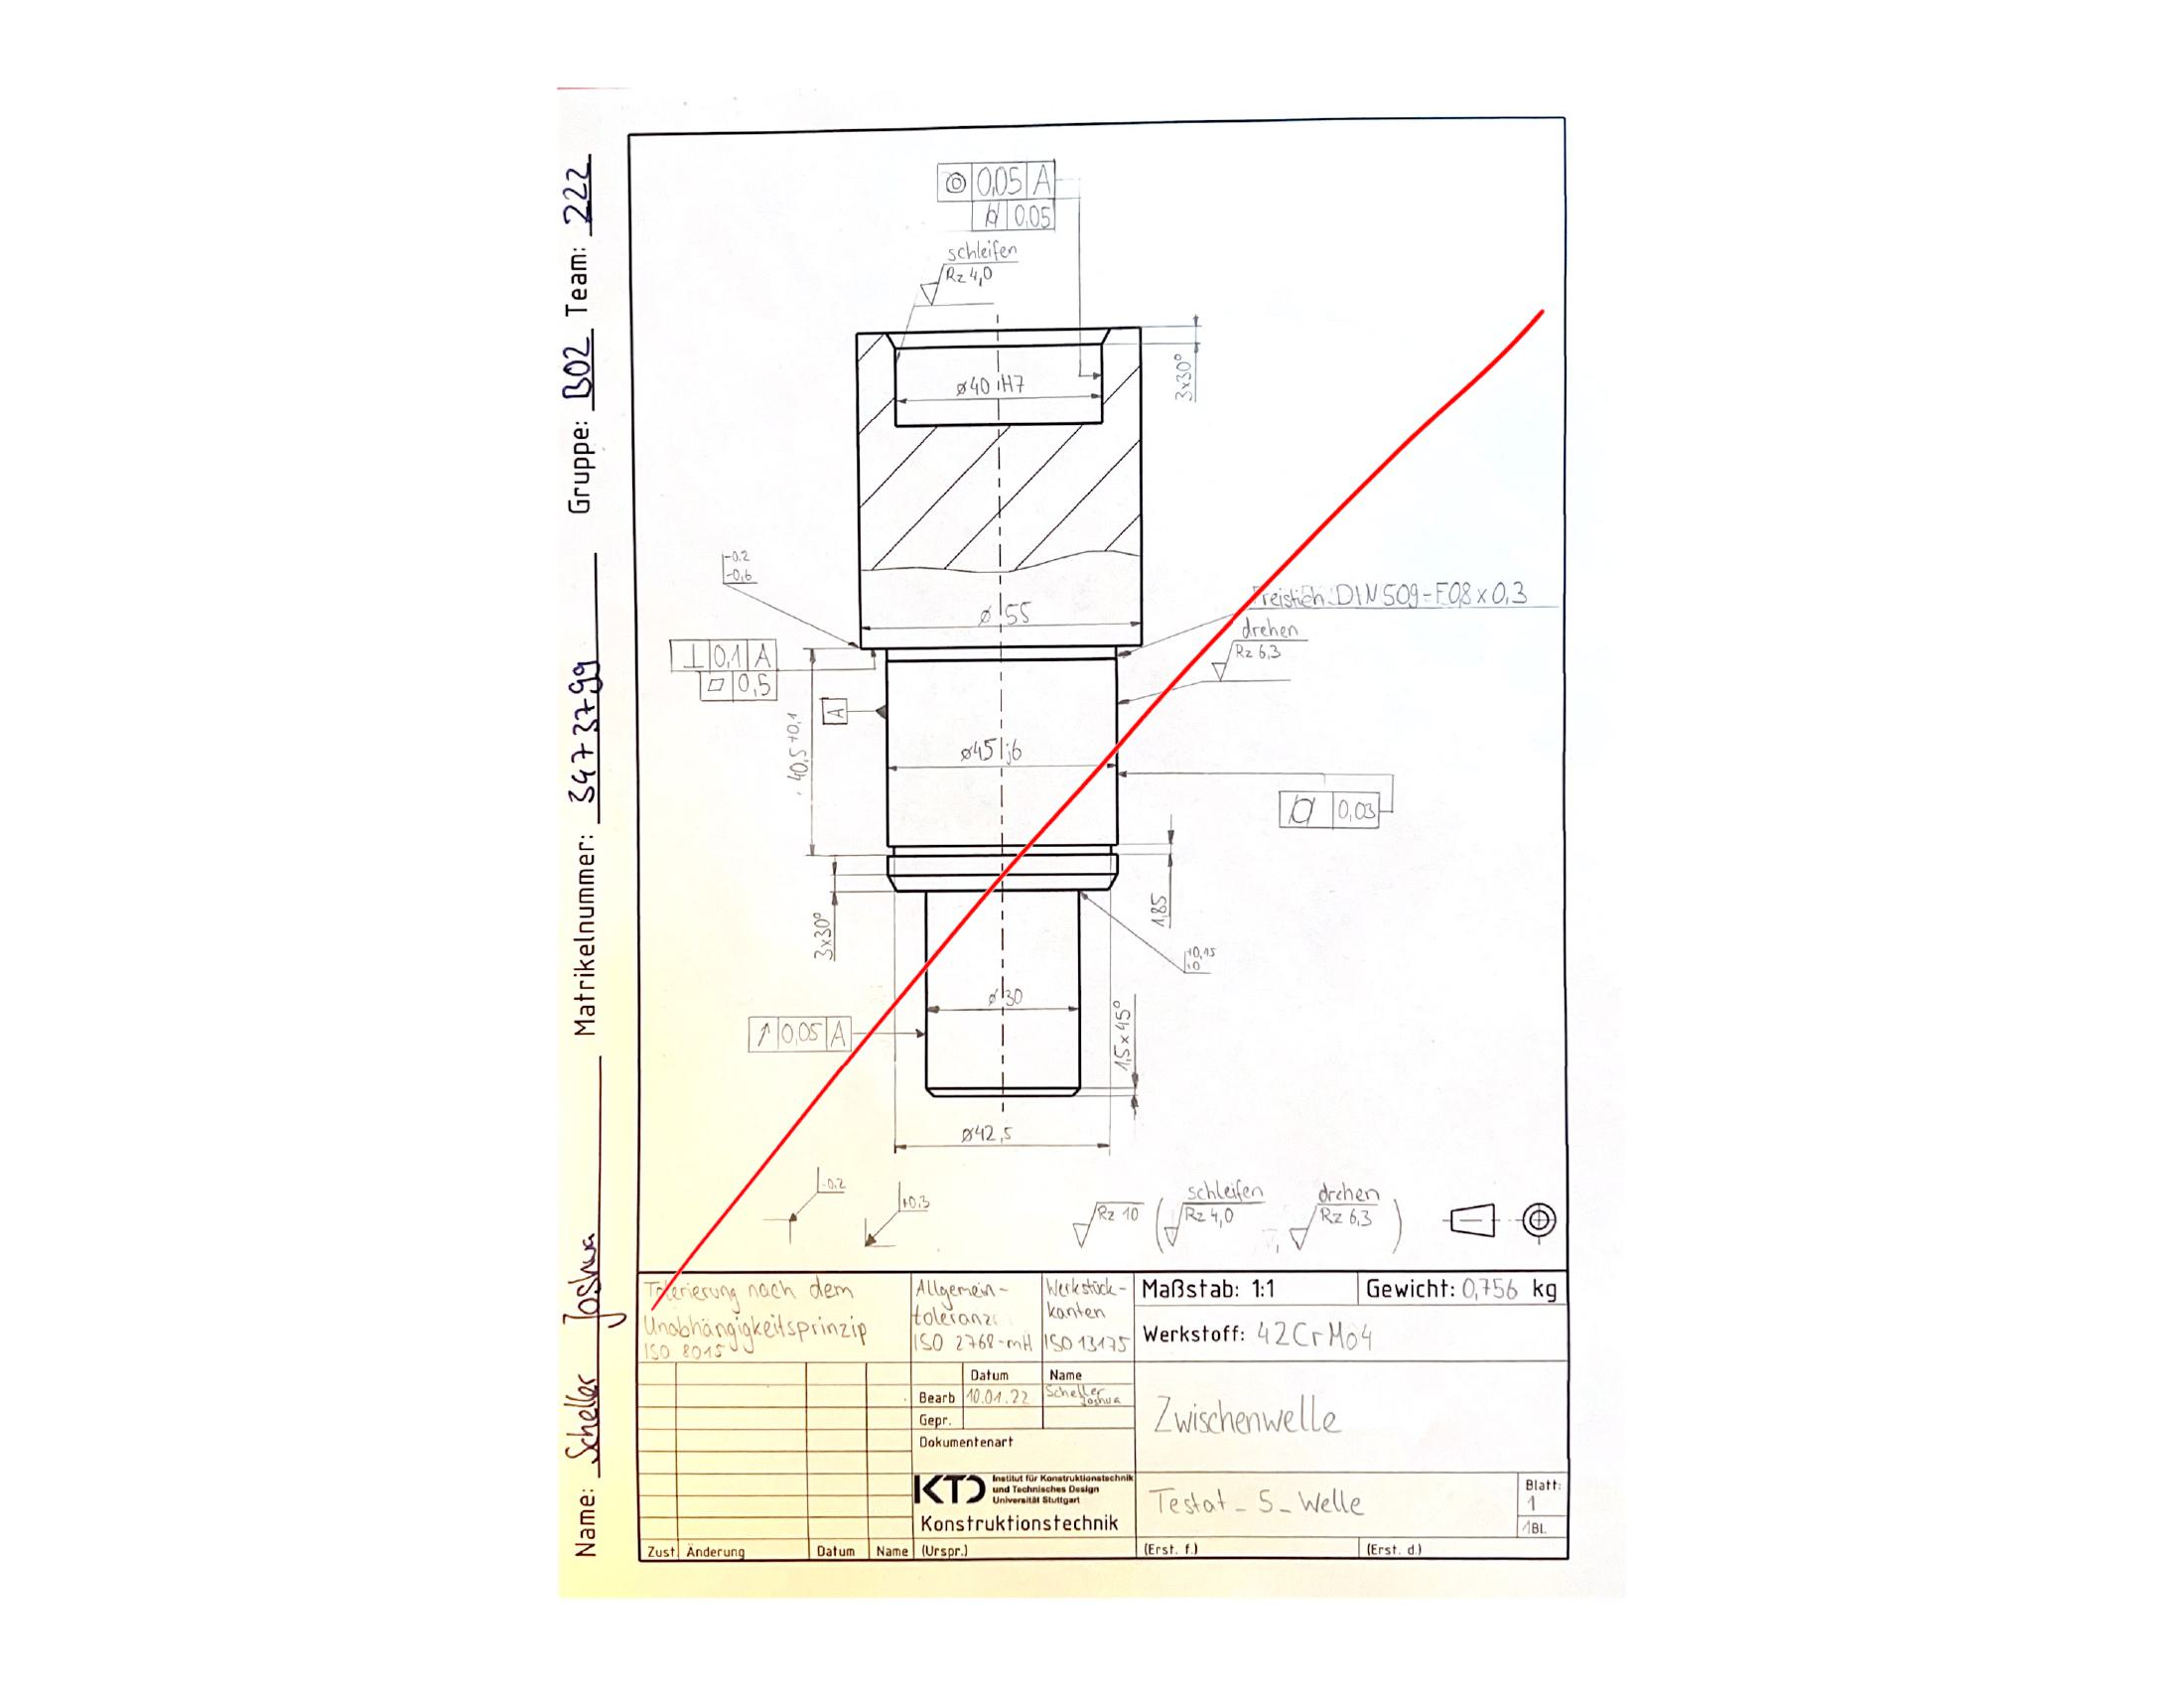 Name: Scheller Joshua Matrikelnummer: 3473799 Gruppe: B02 Team: 222
◎ 0,05 A
⌭ 0,05
schleifen
Rz 4,0
3x30°
⌀40 H7
-0.2
-0,6
⌀ 55
Freistich: DIN 509-F0,8 x 0,3
drehen
Rz 6,3
⊥ 0,1 A
⏥ 0,5
A
40,5+0,1
⌀45 j6
⌭ 0,03
3x30°
1,85
+0,15
+0
⌀ 30
↗ 0,05 A
1,5 x 45°
⌀42,5
-0.2
+0.3
Rz 10 ( schleifen Rz 4,0 , drehen Rz 6,3 )
Tolerierung nach dem
Unabhängigkeitsprinzip
ISO 8015
Allgemein-
toleranz
ISO 2768-mH
Werkstück-
kanten
ISO 13175
Maßstab: 1:1
Gewicht: 0,756 kg
Werkstoff: 42CrMo4
Datum Name
Bearb 10.01.22 Scheller Joshua
Gepr.
Dokumentenart
Zwischenwelle
KTD Institut für Konstruktionstechnik
und Technisches Design
Universität Stuttgart
Konstruktionstechnik
Testat_5_Welle
Blatt:
1
1Bl.
Zust Änderung Datum Name (Urspr.) (Erst. f.) (Erst. d.)